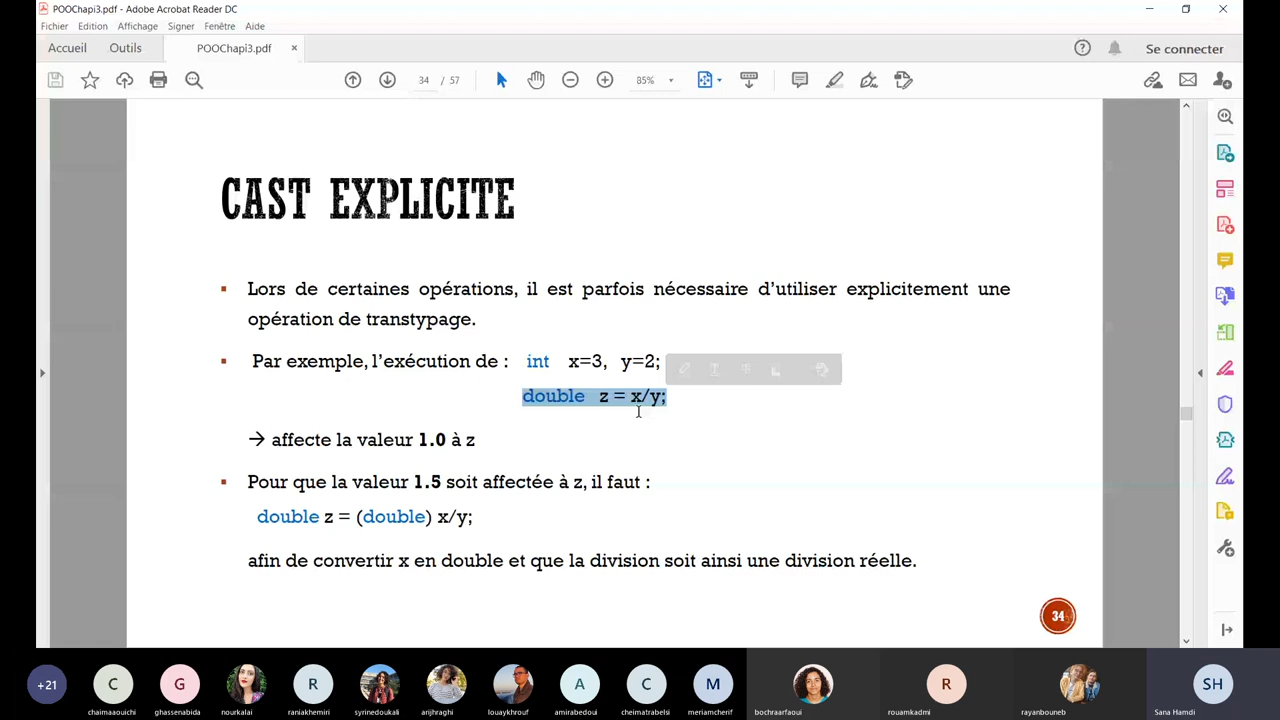 POOChapi3.pdf - Adobe Acrobat Reader DC
Fichier Edition Affichage Signer Fenêtre Aide
Accueil Outils POOChapi3.pdf × Se connecter
34 / 57 85%
CAST EXPLICITE
▪ Lors de certaines opérations, il est parfois nécessaire d'utiliser explicitement une
opération de transtypage.
▪ Par exemple, l'exécution de : int x=3, y=2;
double z = x/y;
→ affecte la valeur 1.0 à z
▪ Pour que la valeur 1.5 soit affectée à z, il faut :
double z = (double) x/y;
afin de convertir x en double et que la division soit ainsi une division réelle.
34
+21 C G R A C M R SH
chaimaaouichi ghassenabida nourkalai raniakhemiri syrinedoukali arijhraghi louaykhrouf amirabedoui cheimatrabelsi meriamcherif bochraarfaoui rouamkadmi rayanbouneb Sana Hamdi